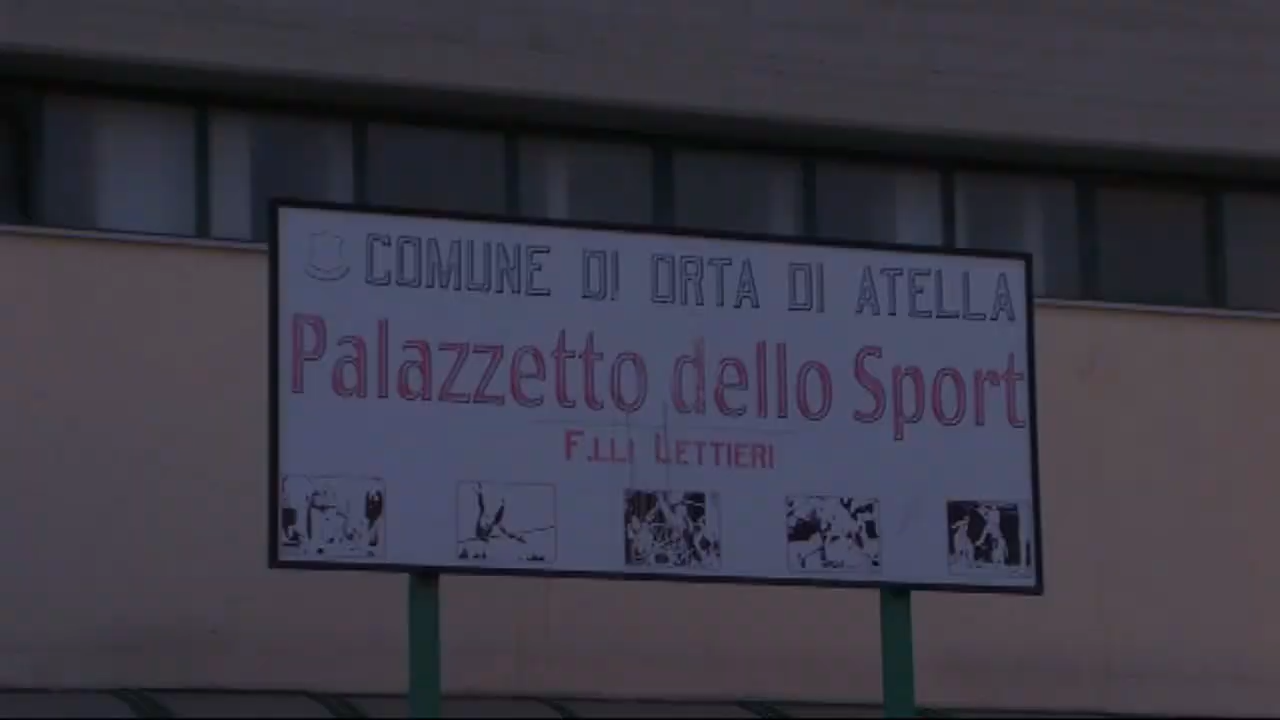 COMUNE DI ORTA DI ATELLA
Palazzetto dello Sport
F.LLI LETTIERI